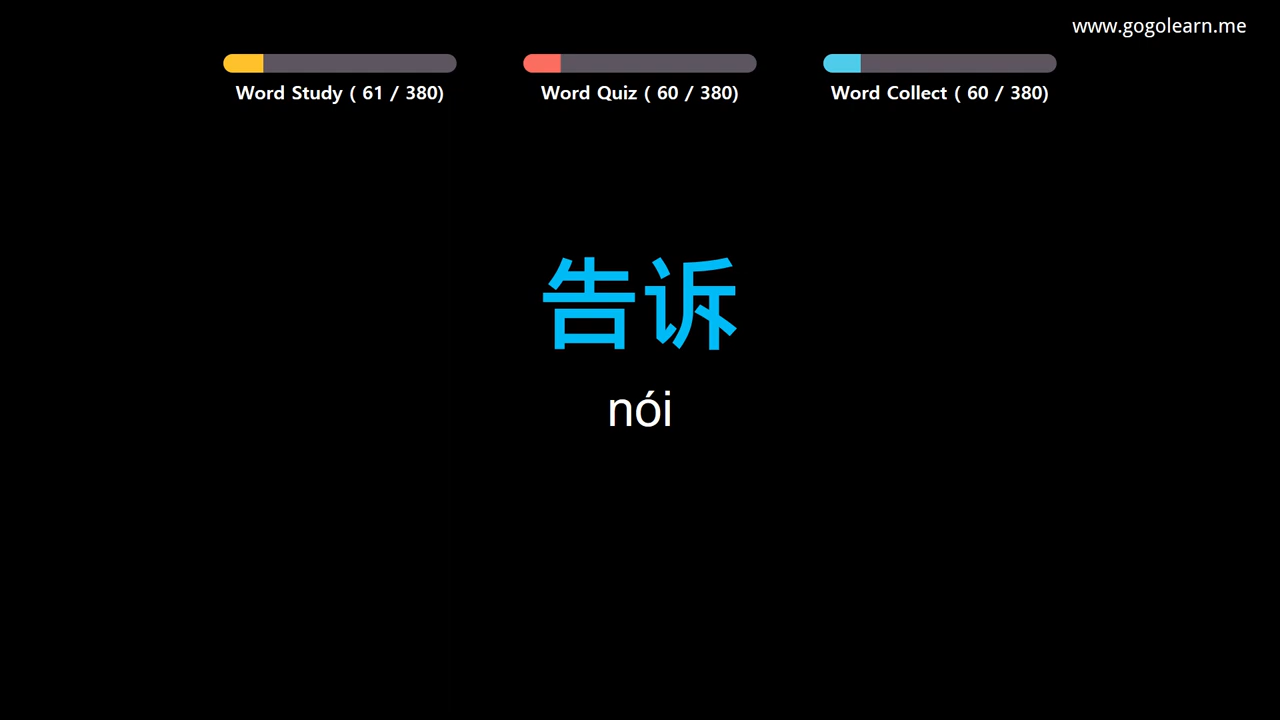 www.gogolearn.me
Word Study ( 61 / 380)
Word Quiz ( 60 / 380)
Word Collect ( 60 / 380)
告诉
nói